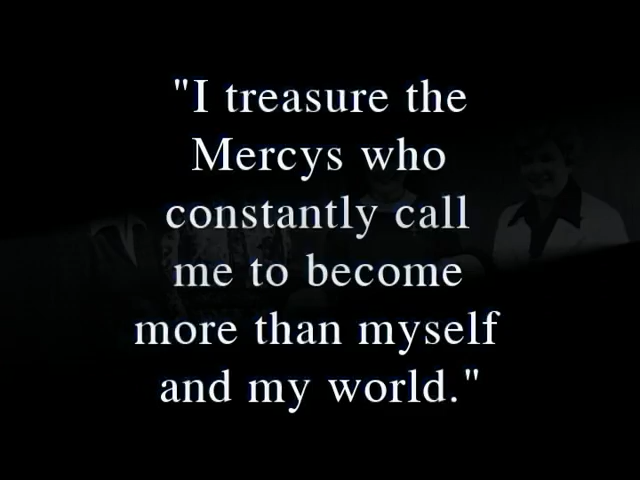 "I treasure the
Mercys who
constantly call
me to become
more than myself
and my world."